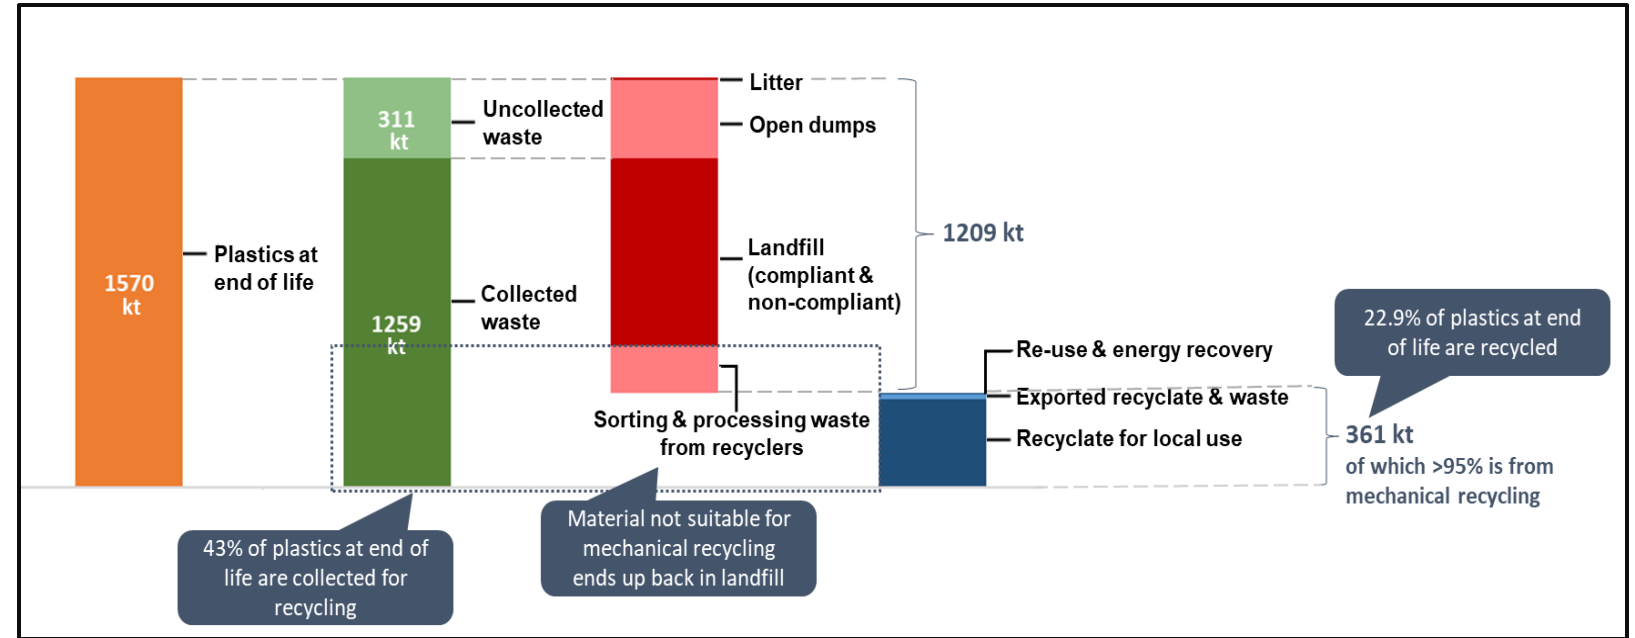 1570
kt
Plastics at
end of life
311
kt
Uncollected
waste
1259
kt
Collected
waste
Litter
Open dumps
Landfill
(compliant &
non-compliant)
Sorting & processing waste
from recyclers
1209 kt
Re-use & energy recovery
Exported recyclate & waste
Recyclate for local use
22.9% of plastics at end
of life are recycled
361 kt
of which >95% is from
mechanical recycling
43% of plastics at end of
life are collected for
recycling
Material not suitable for
mechanical recycling
ends up back in landfill